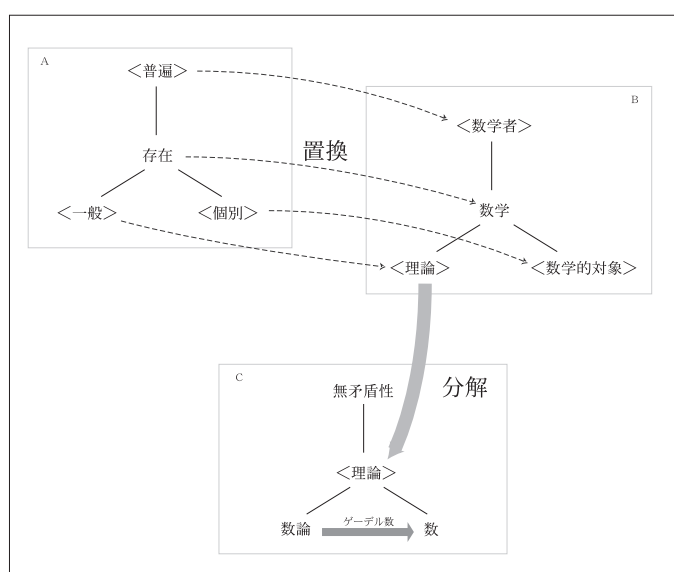 A
＜普遍＞
存在
＜一般＞
＜個別＞
置換
B
＜数学者＞
数学
＜理論＞
＜数学的対象＞
C
分解
無矛盾性
＜理論＞
数論
ゲーデル数
数